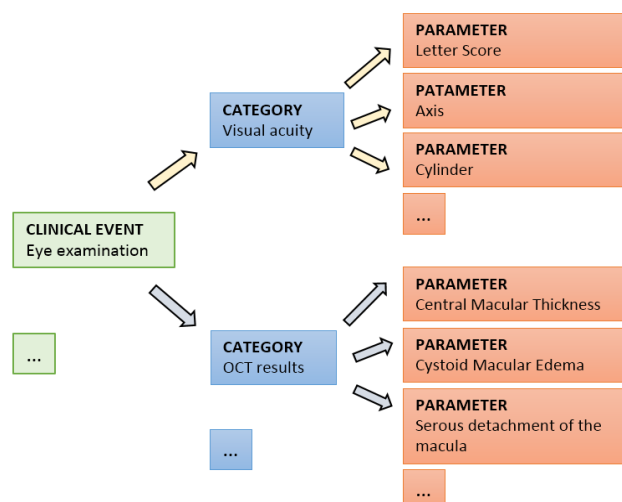 PARAMETER
Letter Score
PATAMETER
Axis
PARAMETER
Cylinder
...
CATEGORY
Visual acuity
CLINICAL EVENT
Eye examination
...
PARAMETER
Central Macular Thickness
PARAMETER
Cystoid Macular Edema
PARAMETER
Serous detachment of the
macula
...
CATEGORY
OCT results
...